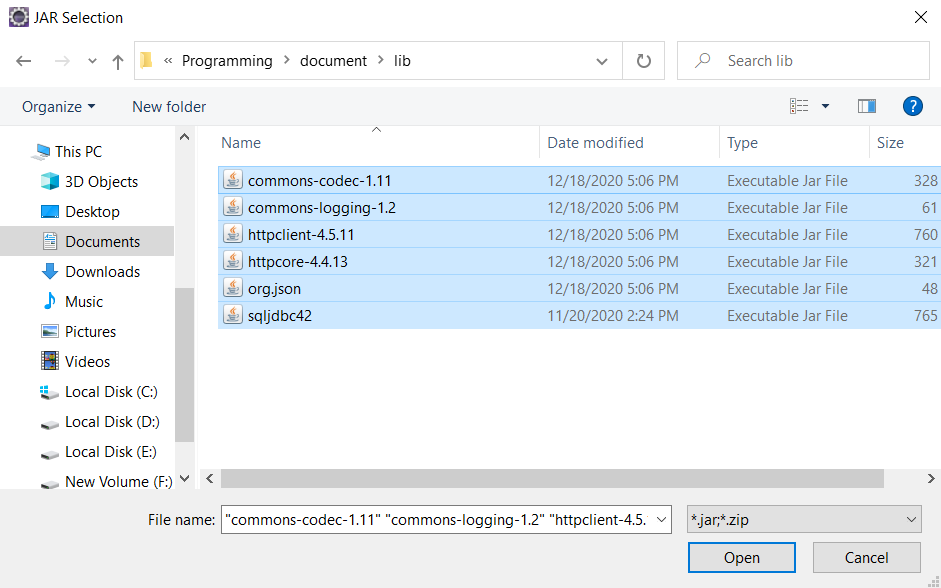 JAR Selection
« Programming > document > lib
Search lib
Organize New folder
?
Name Date modified Type Size
This PC
3D Objects
Desktop
Documents
Downloads
Music
Pictures
Videos
Local Disk (C:)
Local Disk (D:)
Local Disk (E:)
New Volume (F:)
commons-codec-1.11 12/18/2020 5:06 PM Executable Jar File 328
commons-logging-1.2 12/18/2020 5:06 PM Executable Jar File 61
httpclient-4.5.11 12/18/2020 5:06 PM Executable Jar File 760
httpcore-4.4.13 12/18/2020 5:06 PM Executable Jar File 321
org.json 12/18/2020 5:06 PM Executable Jar File 48
sqljdbc42 11/20/2020 2:24 PM Executable Jar File 765
File name: "commons-codec-1.11" "commons-logging-1.2" "httpclient-4.5. *.jar;*.zip
Open Cancel